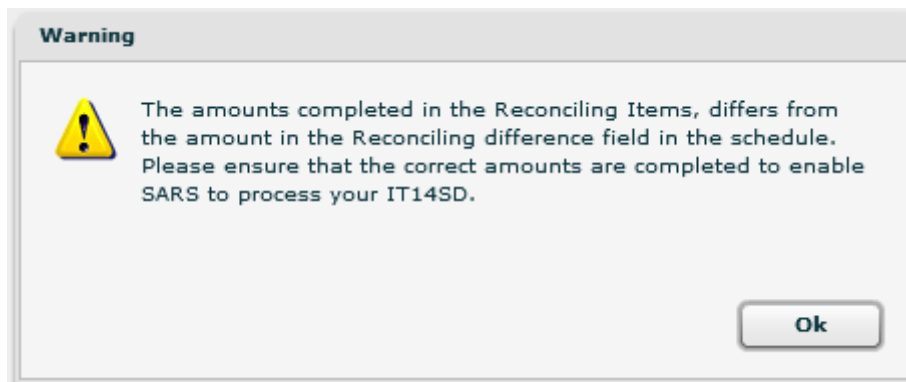 Warning
The amounts completed in the Reconciling Items, differs from
the amount in the Reconciling difference field in the schedule.
Please ensure that the correct amounts are completed to enable
SARS to process your IT14SD.
Ok